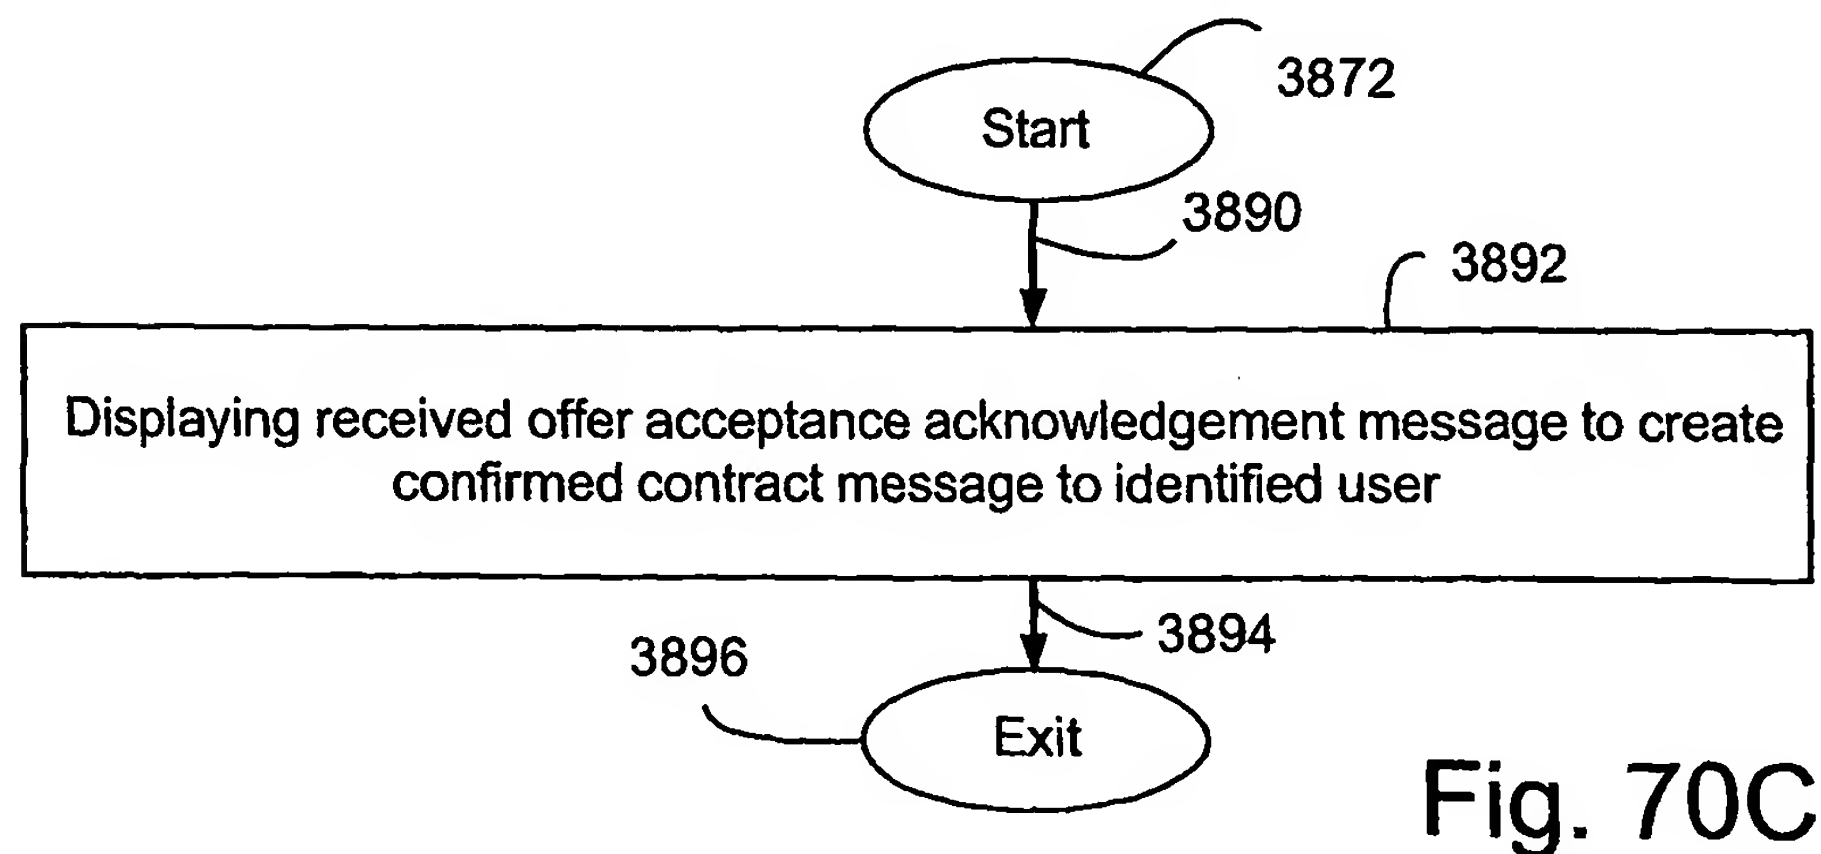 3872
Start
3890
3892
Displaying received offer acceptance acknowledgement message to create
confirmed contract message to identified user
3894
3896
Exit
Fig. 70C